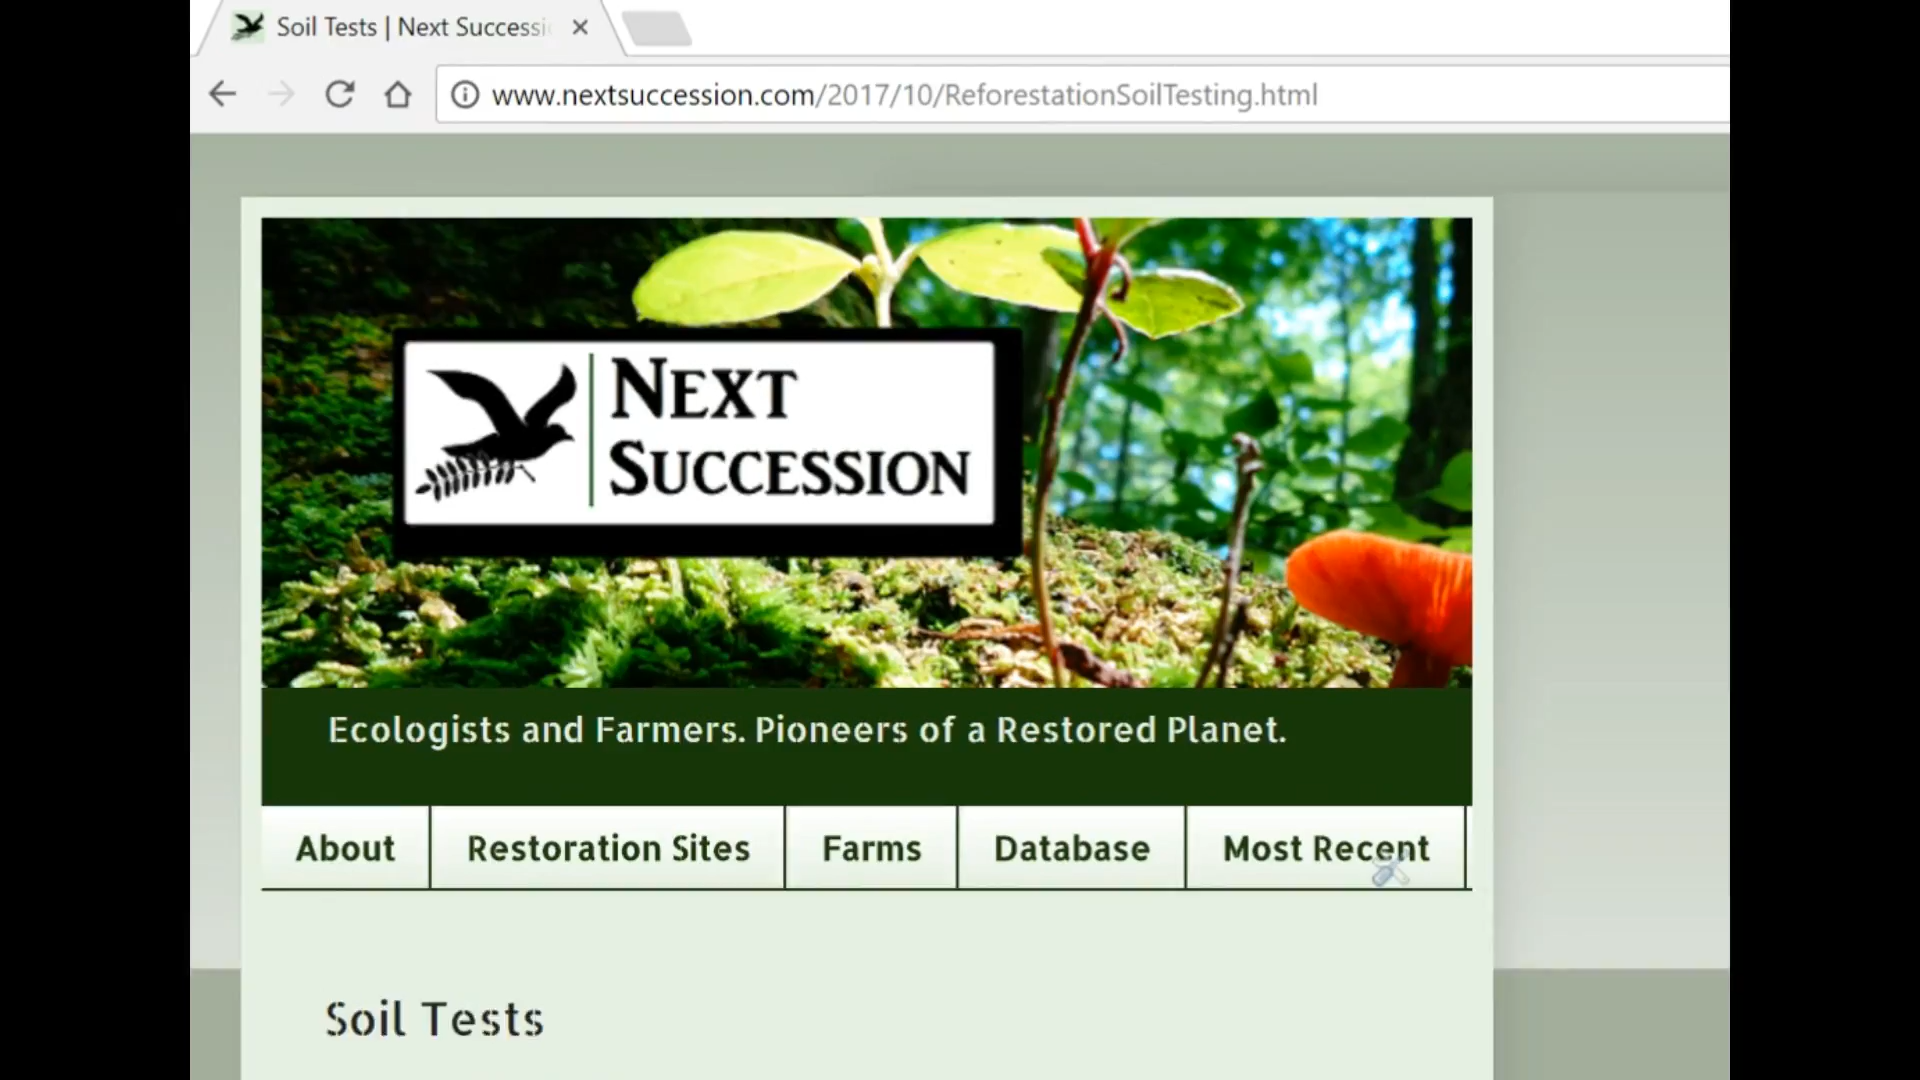 Soil Tests | Next Successi
www.nextsuccession.com/2017/10/ReforestationSoilTesting.html
NEXT
SUCCESSION
Ecologists and Farmers. Pioneers of a Restored Planet.
About Restoration Sites Farms Database Most Recent
Soil Tests